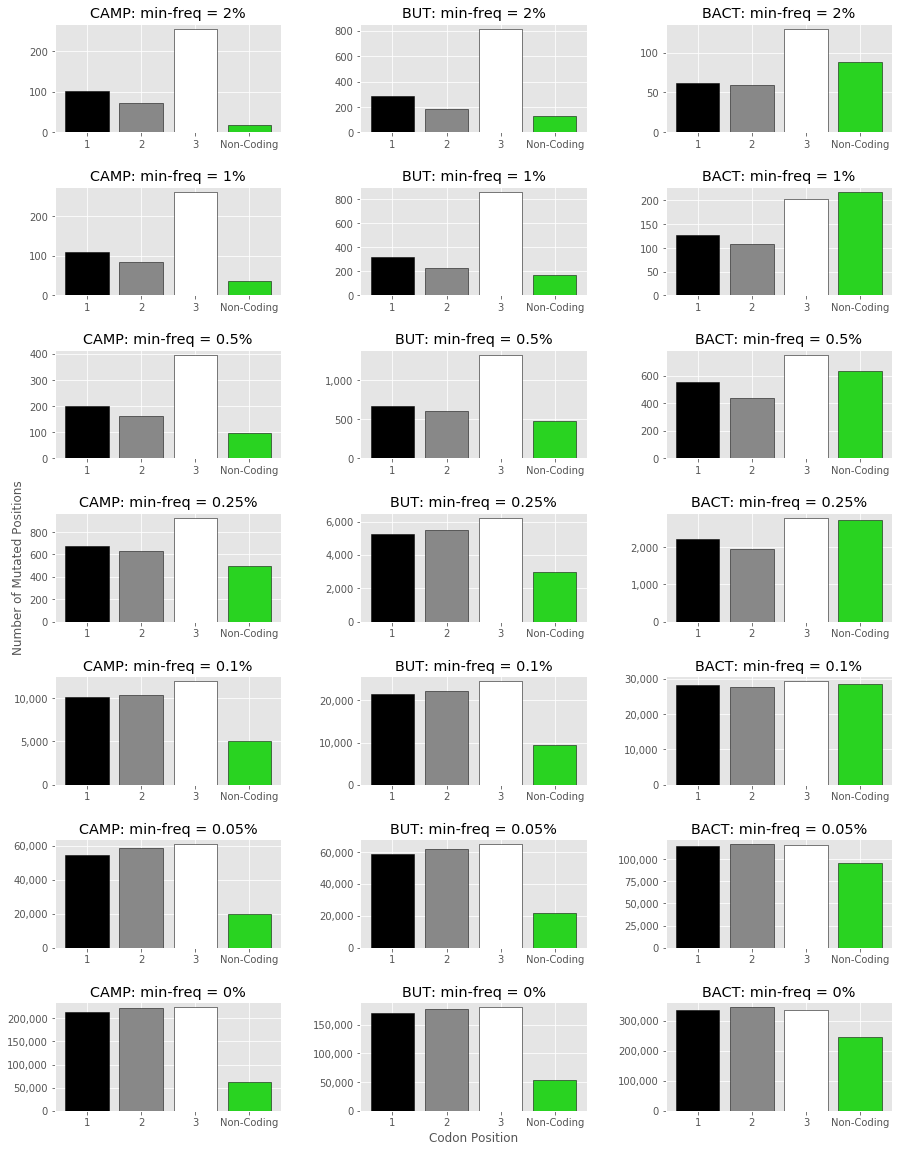 CAMP: min-freq = 2% BUT: min-freq = 2% BACT: min-freq = 2%
200 800 100
100 600 50
0 400 0
200
0
1 2 3 Non-Coding 1 2 3 Non-Coding 1 2 3 Non-Coding
CAMP: min-freq = 1% BUT: min-freq = 1% BACT: min-freq = 1%
200 800 200
100 600 150
0 400 100
200 50
0 0
1 2 3 Non-Coding 1 2 3 Non-Coding 1 2 3 Non-Coding
CAMP: min-freq = 0.5% BUT: min-freq = 0.5% BACT: min-freq = 0.5%
400 1,000 600
300 500 400
200 0 200
100 0
0
1 2 3 Non-Coding 1 2 3 Non-Coding 1 2 3 Non-Coding
Number of Mutated Positions
CAMP: min-freq = 0.25% BUT: min-freq = 0.25% BACT: min-freq = 0.25%
800 6,000 2,000
600 4,000 1,000
400 2,000 0
200 0
0
1 2 3 Non-Coding 1 2 3 Non-Coding 1 2 3 Non-Coding
CAMP: min-freq = 0.1% BUT: min-freq = 0.1% BACT: min-freq = 0.1%
10,000 20,000 30,000
5,000 10,000 20,000
0 0 10,000
0
1 2 3 Non-Coding 1 2 3 Non-Coding 1 2 3 Non-Coding
CAMP: min-freq = 0.05% BUT: min-freq = 0.05% BACT: min-freq = 0.05%
60,000 60,000 100,000
40,000 40,000 75,000
20,000 20,000 50,000
0 0 25,000
0
1 2 3 Non-Coding 1 2 3 Non-Coding 1 2 3 Non-Coding
CAMP: min-freq = 0% BUT: min-freq = 0% BACT: min-freq = 0%
200,000 150,000 300,000
150,000 100,000 200,000
100,000 50,000 100,000
50,000 0 0
0
1 2 3 Non-Coding 1 2 3 Non-Coding 1 2 3 Non-Coding
Codon Position